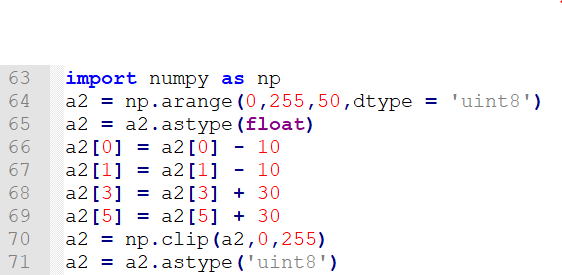 63 import numpy as np
64 a2 = np.arange(0,255,50,dtype = 'uint8')
65 a2 = a2.astype(float)
66 a2[0] = a2[0] - 10
67 a2[1] = a2[1] - 10
68 a2[3] = a2[3] + 30
69 a2[5] = a2[5] + 30
70 a2 = np.clip(a2,0,255)
71 a2 = a2.astype('uint8')